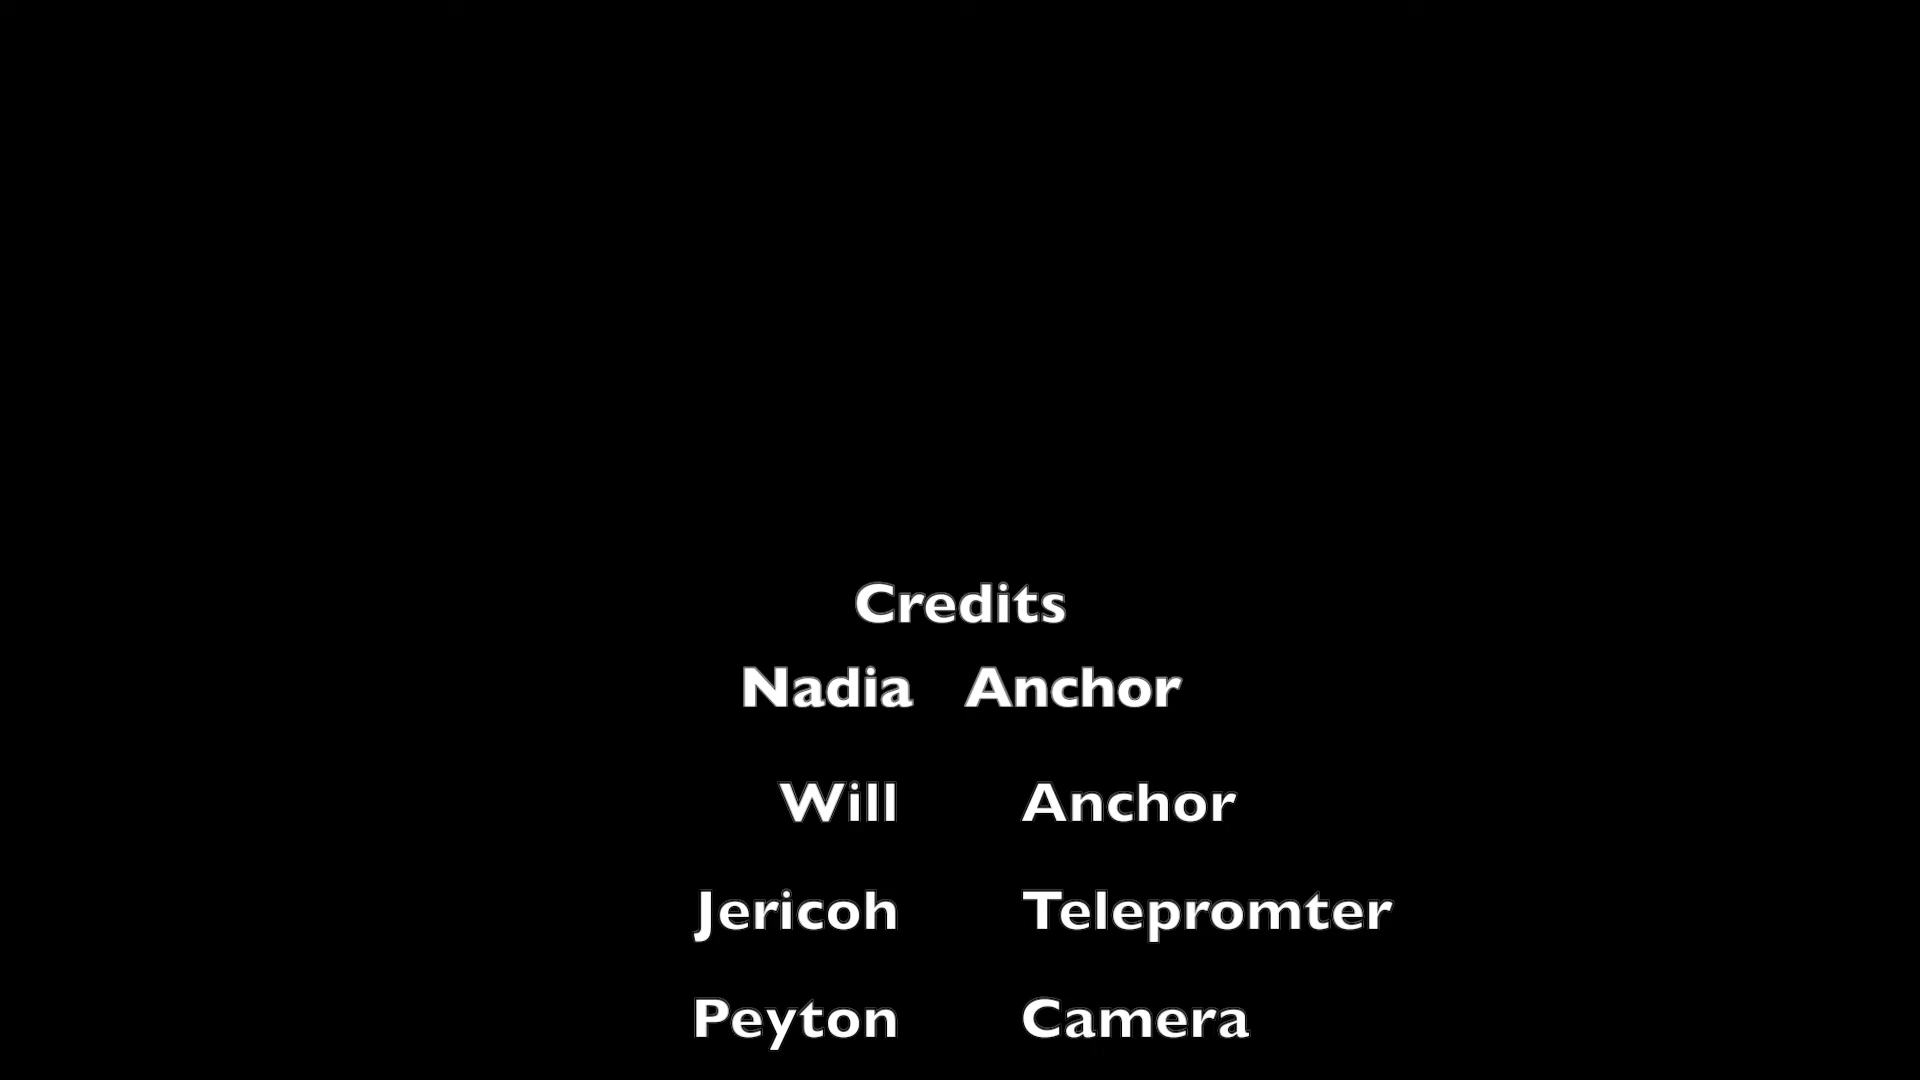 Credits
Nadia Anchor
Will Anchor
Jericoh Telepromter
Peyton Camera